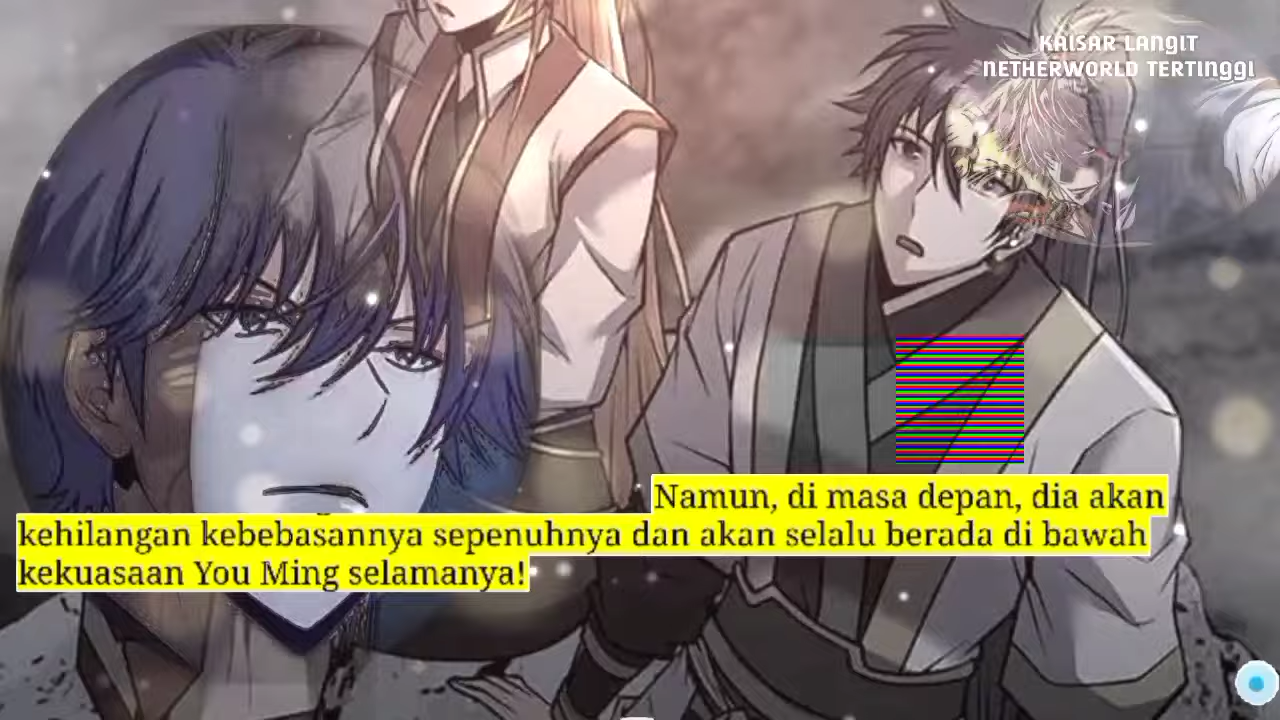 KAISAR LANGIT
NETHERWORLD TERTINGGI
Namun, di masa depan, dia akan
kehilangan kebebasannya sepenuhnya dan akan selalu berada di bawah
kekuasaan You Ming selamanya!